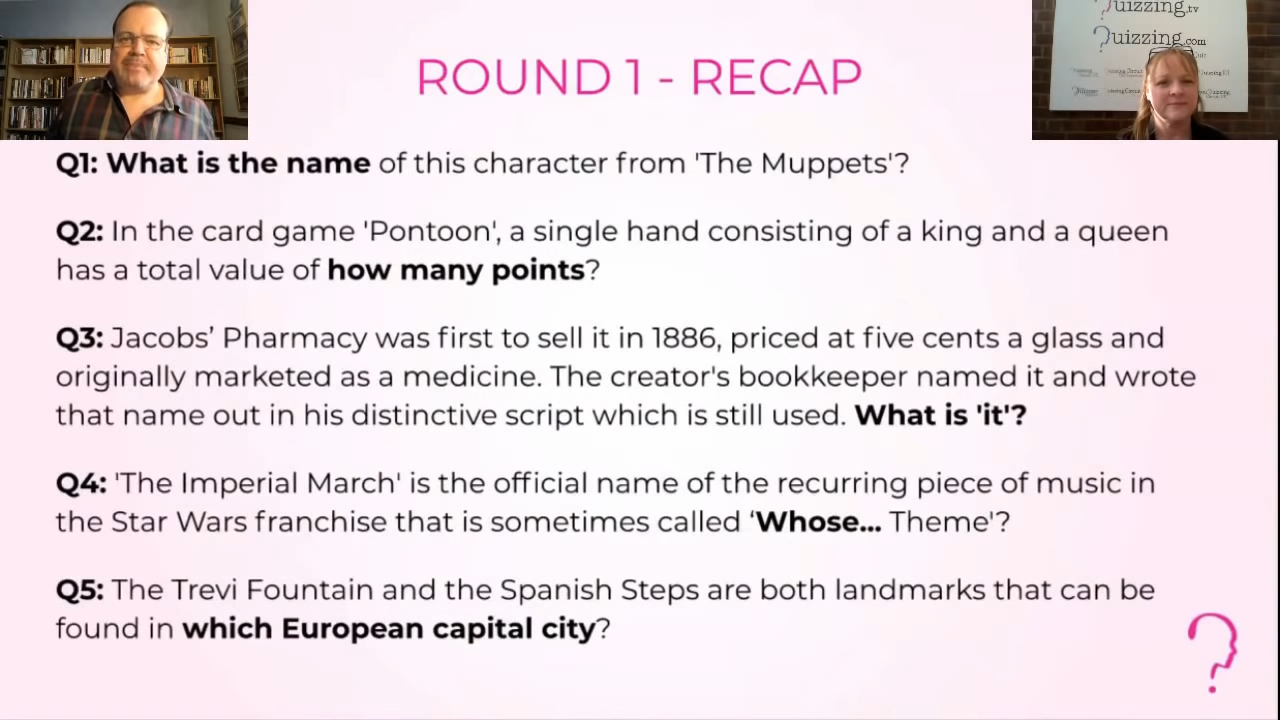 uizzing.tv
uizzing.com
ROUND 1 - RECAP
Q1: What is the name of this character from 'The Muppets'?
Q2: In the card game 'Pontoon', a single hand consisting of a king and a queen
has a total value of how many points?
Q3: Jacobs’ Pharmacy was first to sell it in 1886, priced at five cents a glass and
originally marketed as a medicine. The creator's bookkeeper named it and wrote
that name out in his distinctive script which is still used. What is 'it'?
Q4: 'The Imperial March' is the official name of the recurring piece of music in
the Star Wars franchise that is sometimes called ‘Whose... Theme'?
Q5: The Trevi Fountain and the Spanish Steps are both landmarks that can be
found in which European capital city?